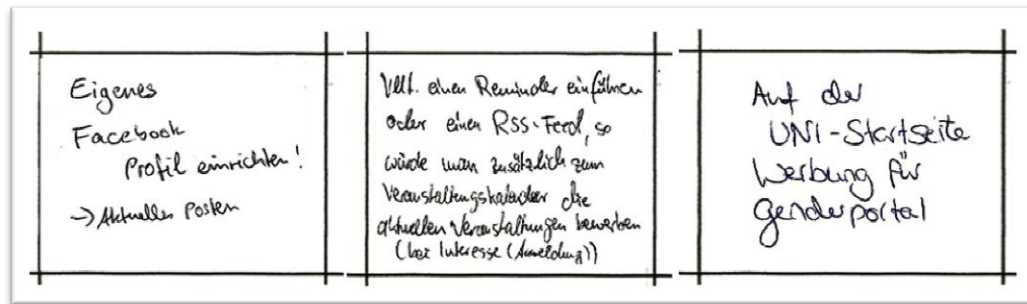 Eigenes
Facebook
Profil einrichten!
-> Aktuelles Posten
Vllt. einen Reminder einführen
oder einen RSS-Feed, so
würde man zusätzlich zum
Veranstaltungskalender die
aktuellen Veranstaltungen bewerben
(bei Interesse (Anmeldung))
Auf der
UNI-Startseite
Werbung für
Genderportal